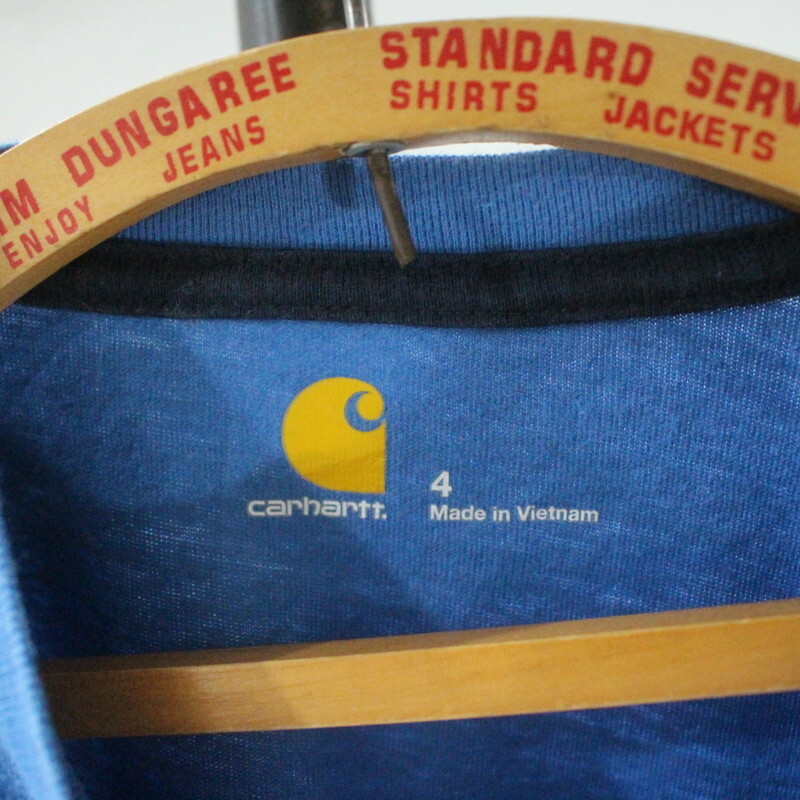 DUNGAREE STANDARD
ENJOY JEANS SHIRTS JACKETS
carhartt.
4
Made in Vietnam